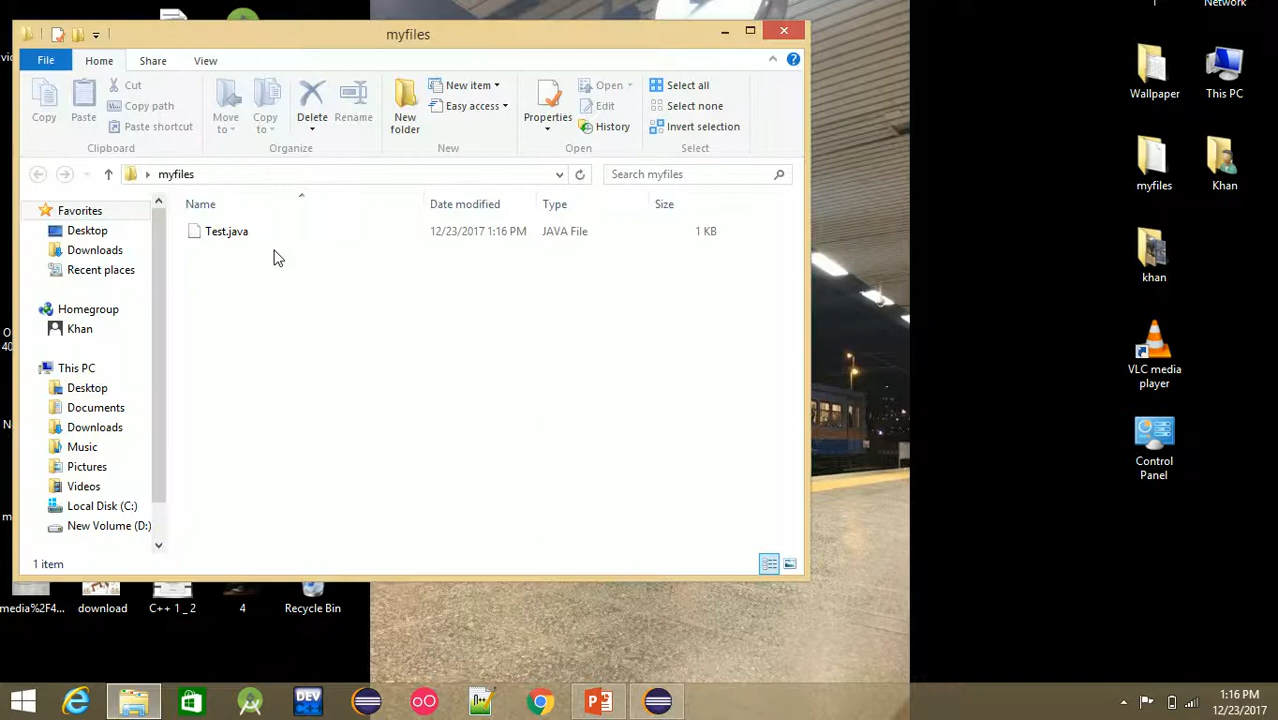 Network
myfiles
File Home Share View
Copy
Paste
Cut
Copy path
Paste shortcut
Clipboard
Move to
Copy to
Delete
Rename
Organize
New folder
New item
Easy access
New
Properties
Open
Edit
History
Open
Select all
Select none
Invert selection
Select
myfiles
Search myfiles
Name Date modified Type Size
Test.java 12/23/2017 1:16 PM JAVA File 1 KB
Favorites
Desktop
Downloads
Recent places
Homegroup
Khan
This PC
Desktop
Documents
Downloads
Music
Pictures
Videos
Local Disk (C:)
New Volume (D:)
1 item
Wallpaper
This PC
myfiles
Khan
khan
VLC media
player
Control
Panel
media%2F4...
download
C++ 1 _ 2
4
Recycle Bin
DEV
1:16 PM
12/23/2017